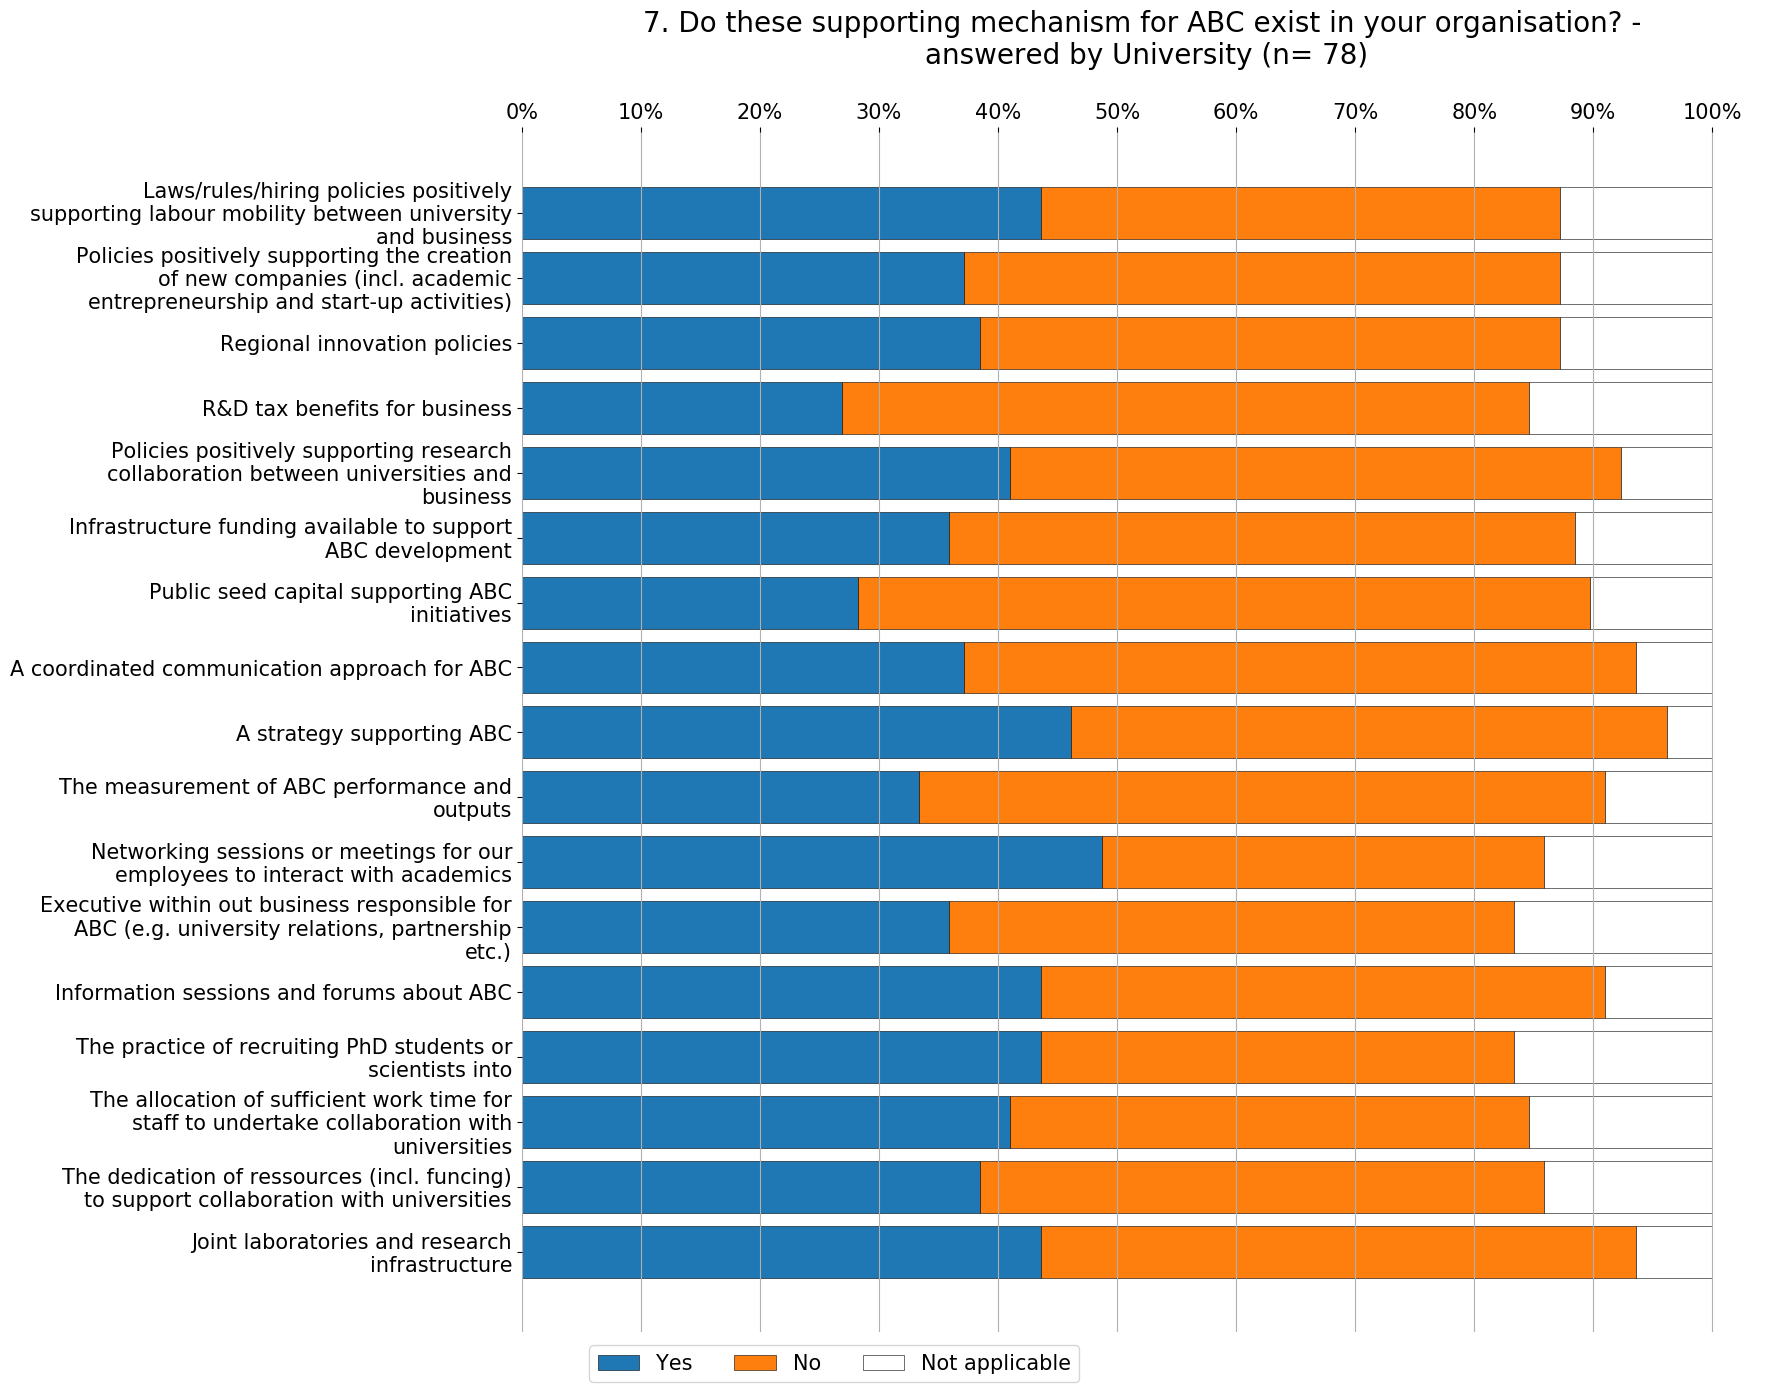 7. Do these supporting mechanism for ABC exist in your organisation? -
answered by University (n= 78)
0% 10% 20% 30% 40% 50% 60% 70% 80% 90% 100%
Laws/rules/hiring policies positively
supporting labour mobility between university
and business
Policies positively supporting the creation
of new companies (incl. academic
entrepreneurship and start-up activities)
Regional innovation policies
R&D tax benefits for business
Policies positively supporting research
collaboration between universities and
business
Infrastructure funding available to support
ABC development
Public seed capital supporting ABC
initiatives
A coordinated communication approach for ABC
A strategy supporting ABC
The measurement of ABC performance and
outputs
Networking sessions or meetings for our
employees to interact with academics
Executive within out business responsible for
ABC (e.g. university relations, partnership
etc.)
Information sessions and forums about ABC
The practice of recruiting PhD students or
scientists into
The allocation of sufficient work time for
staff to undertake collaboration with
universities
The dedication of ressources (incl. funcing)
to support collaboration with universities
Joint laboratories and research
infrastructure
Yes No Not applicable